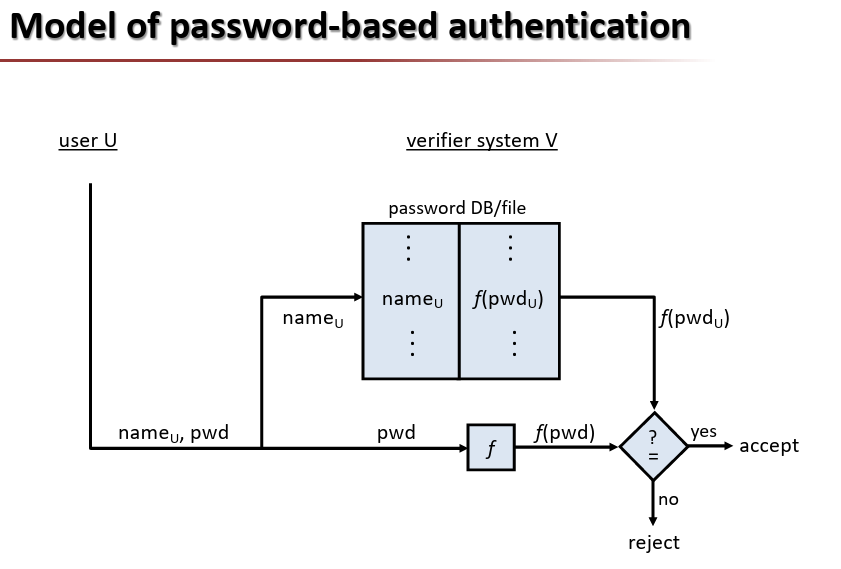 Model of password-based authentication
user U
verifier system V
password DB/file
⋮ ⋮
nameU f(pwdU)
⋮ ⋮
nameU
f(pwdU)
nameU, pwd
pwd
f
f(pwd)
?
=
yes
accept
no
reject